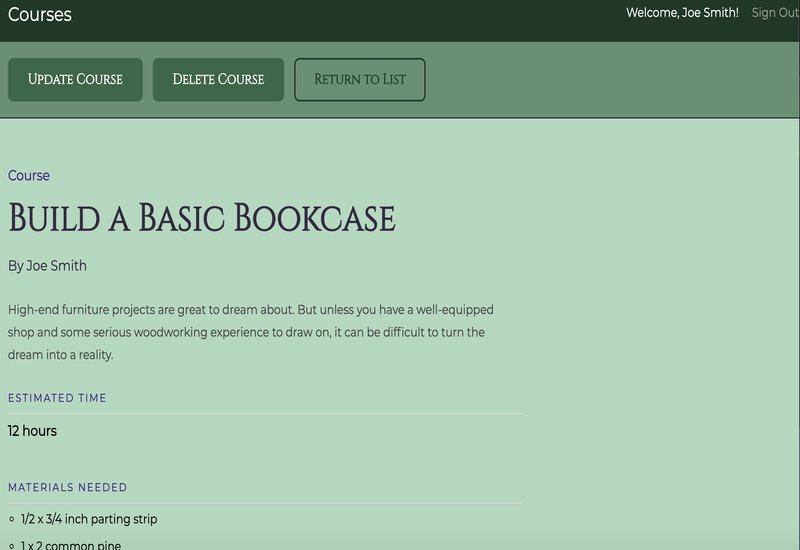 Courses
Welcome, Joe Smith! Sign Out
Update Course Delete Course Return to List
Course
Build a Basic Bookcase
By Joe Smith
High-end furniture projects are great to dream about. But unless you have a well-equipped
shop and some serious woodworking experience to draw on, it can be difficult to turn the
dream into a reality.
ESTIMATED TIME
12 hours
MATERIALS NEEDED
1/2 x 3/4 inch parting strip
1 x 2 common pine